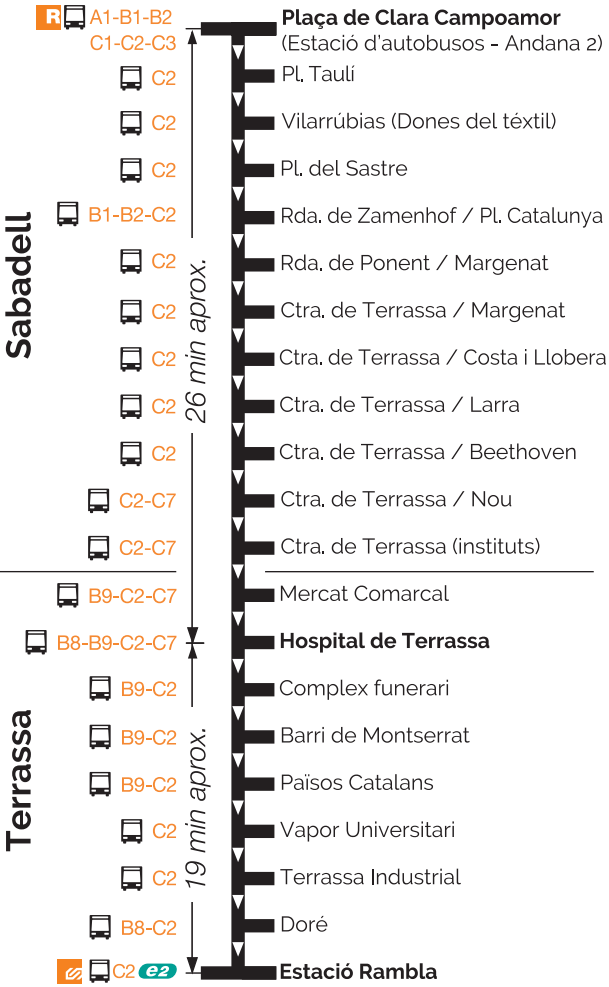 R A1-B1-B2 Plaça de Clara Campoamor
C1-C2-C3 (Estació d'autobusos - Andana 2)
C2 Pl. Taulí
C2 Vilarrúbias (Dones del téxtil)
C2 Pl. del Sastre
B1-B2-C2 Rda. de Zamenhof / Pl. Catalunya
C2 Rda. de Ponent / Margenat
C2 Ctra. de Terrassa / Margenat
C2 Ctra. de Terrassa / Costa i Llobera
C2 Ctra. de Terrassa / Larra
C2 Ctra. de Terrassa / Beethoven
C2-C7 Ctra. de Terrassa / Nou
C2-C7 Ctra. de Terrassa (instituts)
Sabadell
26 min aprox.
B9-C2-C7 Mercat Comarcal
B8-B9-C2-C7 Hospital de Terrassa
B9-C2 Complex funerari
B9-C2 Barri de Montserrat
B9-C2 Països Catalans
C2 Vapor Universitari
C2 Terrassa Industrial
B8-C2 Doré
C2 e2 Estació Rambla
Terrassa
19 min aprox.